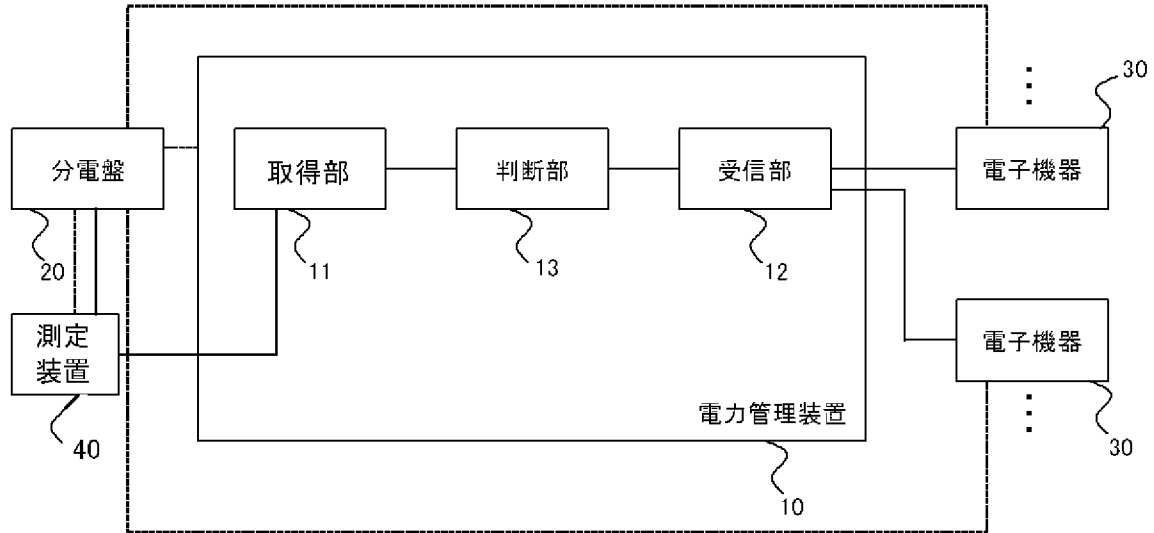 30
分電盤
取得部
判断部
受信部
電子機器
20
11
13
12
測定
装置
電子機器
40
電力管理装置
30
10